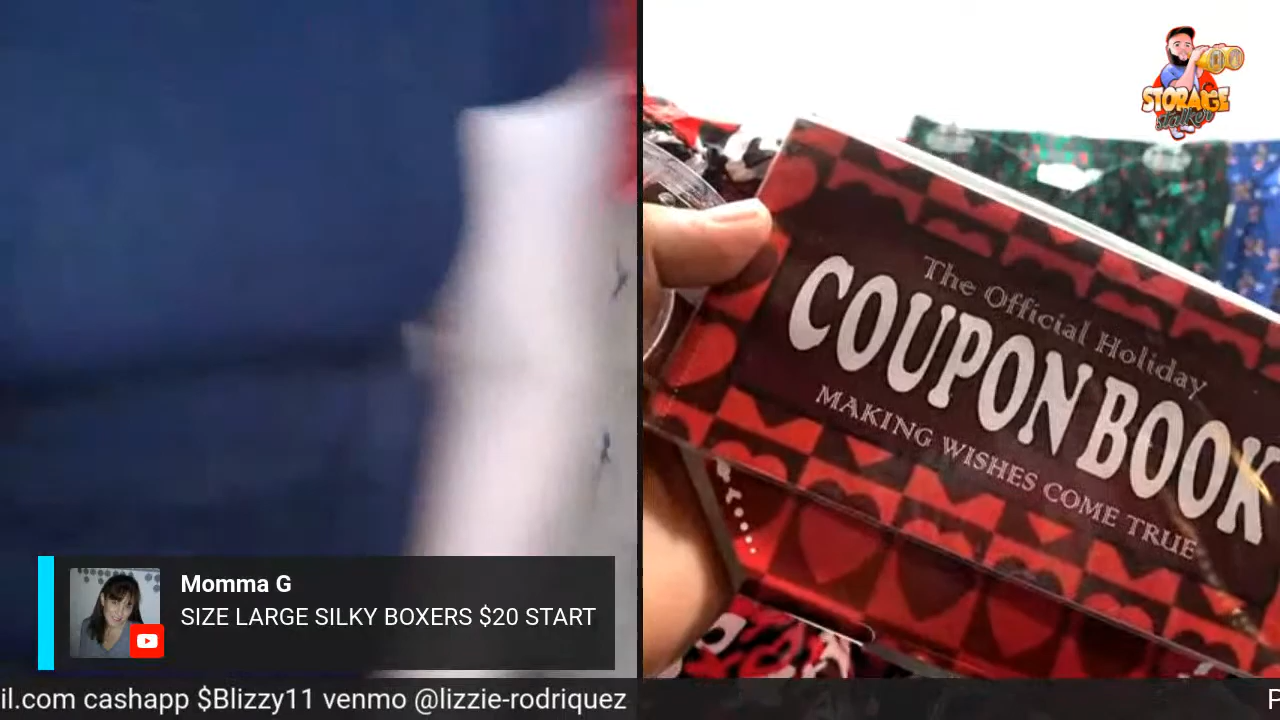 STORAGE
stalker
The Official Holiday
COUPON BOOK
MAKING WISHES COME TRUE
Momma G
SIZE LARGE SILKY BOXERS $20 START
il.com cashapp $Blizzy11 venmo @lizzie-rodriquez
P